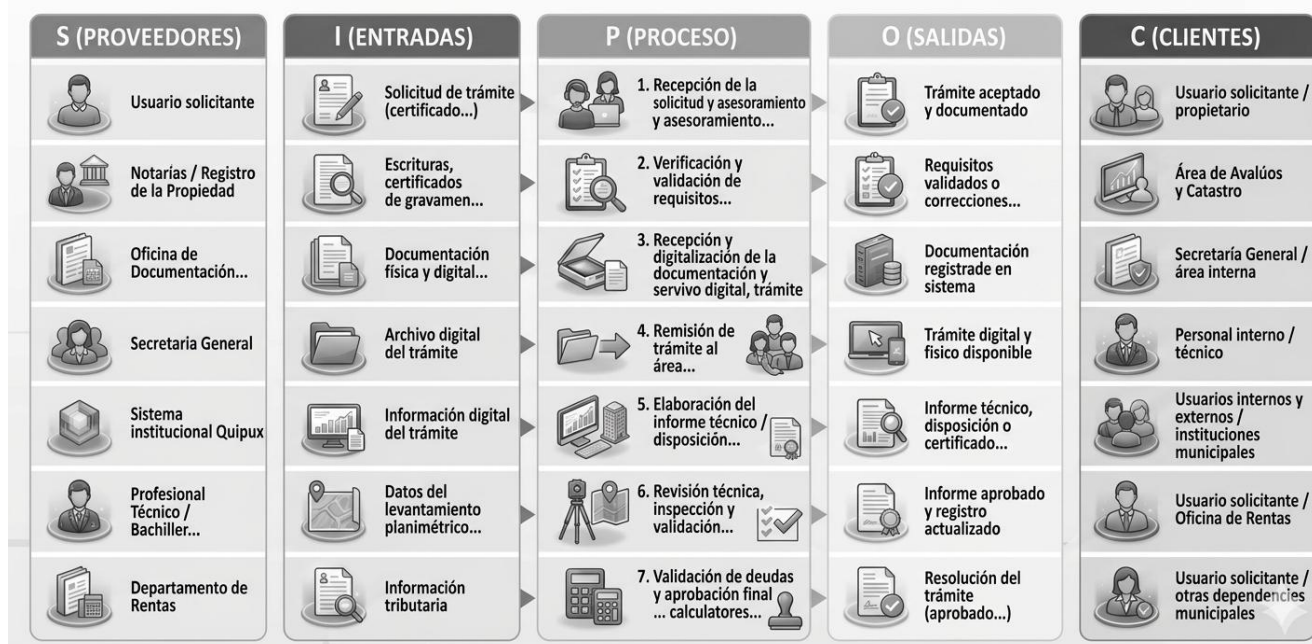 S (PROVEEDORES)
Usuario solicitante
Notarías / Registro
de la Propiedad
Oficina de
Documentación...
Secretaria General
Sistema
institucional Quipux
Profesional
Técnico /
Bachiller...
Departamento de
Rentas
I (ENTRADAS)
Solicitud de trámite
(certificado...)
Escrituras,
certificados
de gravamen...
Documentación
física y digital...
Archivo digital
del trámite
Información digital
del trámite
Datos del
levantamiento
planimétrico...
Información
tributaria
P (PROCESO)
1. Recepción de la
solicitud y asesoramiento
y asesoramiento...
2. Verificación y
validación de
requisitos...
3. Recepción y
digitalización de la
documentación y
servivo digital, trámite
4. Remisión de
trámite al
área...
5. Elaboración del
informe técnico /
disposición...
6. Revisión técnica,
inspección y
validación...
7. Validación de deudas
y aprobación final
... calculatores...
O (SALIDAS)
Trámite aceptado
y documentado
Requisitos
validados o
correcciones...
Documentación
registrade en
sistema
Trámite digital y
fisico disponible
Informe técnico,
disposición o
certificado...
Informe aprobado
y registro
actualizado
Resolución del
trámite
(aprobado...)
C (CLIENTES)
Usuario solicitante /
propietario
Área de Avalúos
y Catastro
Secretaría General /
área interna
Personal interno /
técnico
Usuarios internos y
externos /
instituciones
municipales
Usuario solicitante /
Oficina de Rentas
Usuario solicitante /
otras dependencies
municipales